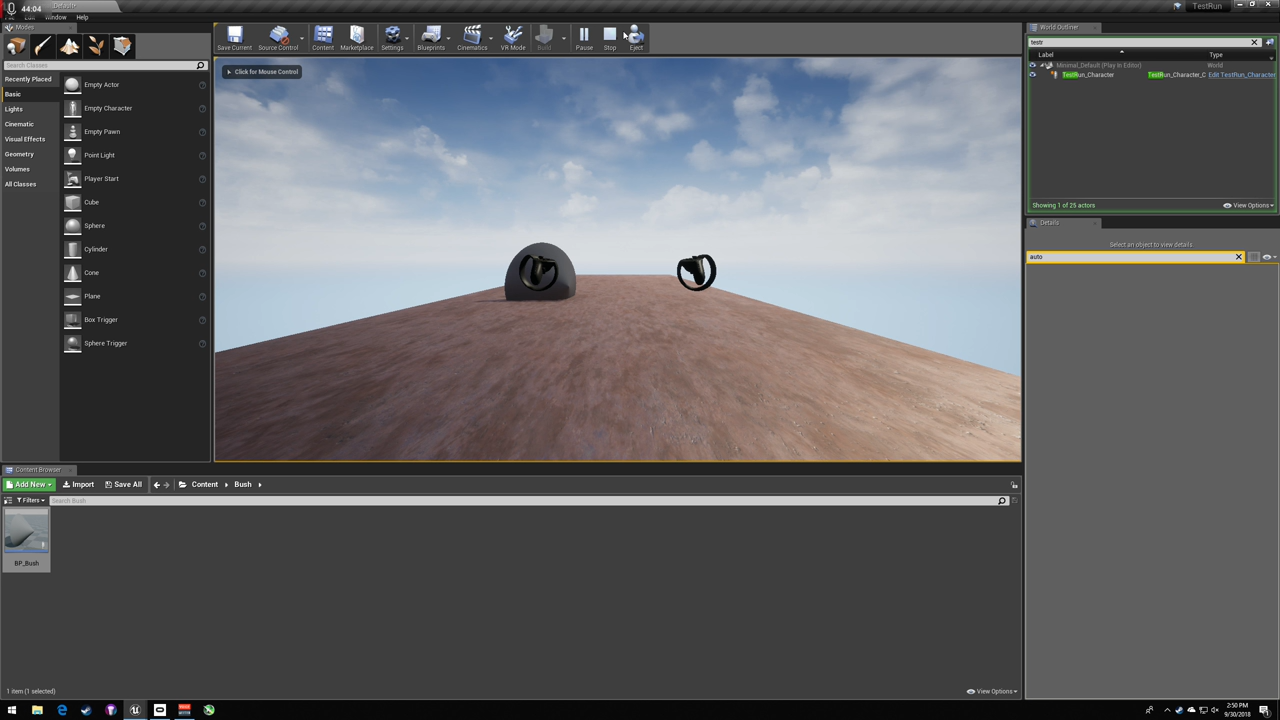 44:04
Default*
TestRun
Window Help
Modes
Save Current
Source Control
Content
Marketplace
Settings
Blueprints
Cinematics
VR Mode
Build
Pause
Stop
Eject
Search Classes
Recently Placed
Basic
Lights
Cinematic
Visual Effects
Geometry
Volumes
All Classes
Empty Actor
Empty Character
Empty Pawn
Point Light
Player Start
Cube
Sphere
Cylinder
Cone
Plane
Box Trigger
Sphere Trigger
Click for Mouse Control
World Outliner
testr
Label Type
Minimal_Default (Play In Editor) World
TestRun_Character TestRun_Character_C Edit TestRun_Character
Showing 1 of 25 actors View Options
Details
Select an object to view details
auto
Content Browser
Add New Import Save All Content Bush
Filters Search Bush
BP_Bush
1 item (1 selected) View Options
2:50 PM
9/30/2018